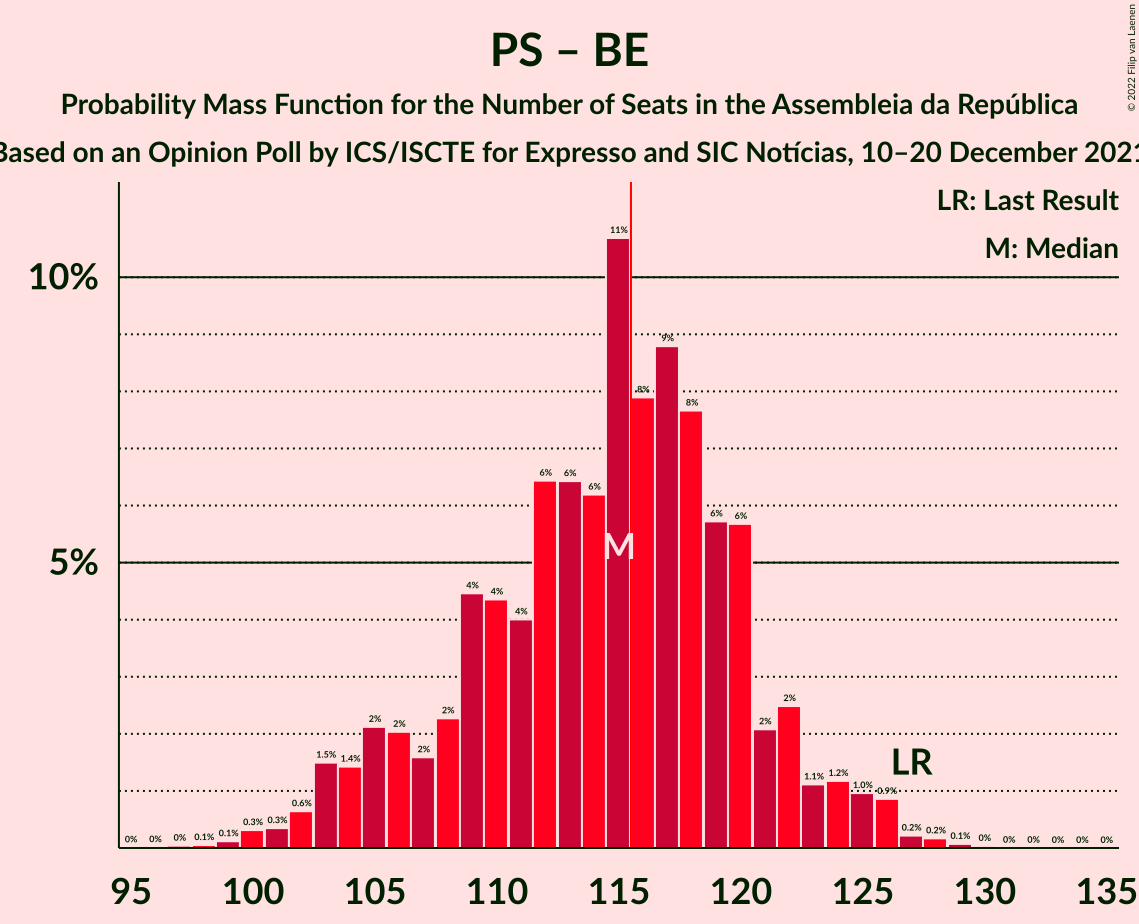 PS – BE
Probability Mass Function for the Number of Seats in the Assembleia da República
Based on an Opinion Poll by ICS/ISCTE for Expresso and SIC Notícias, 10–20 December 2021
© 2022 Filip van Laenen
LR: Last Result
M: Median
10%
5%
0% 0% 0% 0.1% 0.1% 0.3% 0.3% 0.6% 1.5% 1.4% 2% 2% 2% 2% 4% 4% 4% 6% 6% 6% 11% 8% 9% 8% 6% 6% 2% 2% 1.1% 1.2% 1.0% 0.9% 0.2% 0.2% 0.1% 0% 0% 0% 0% 0% 0%
M
LR
95 100 105 110 115 120 125 130 135